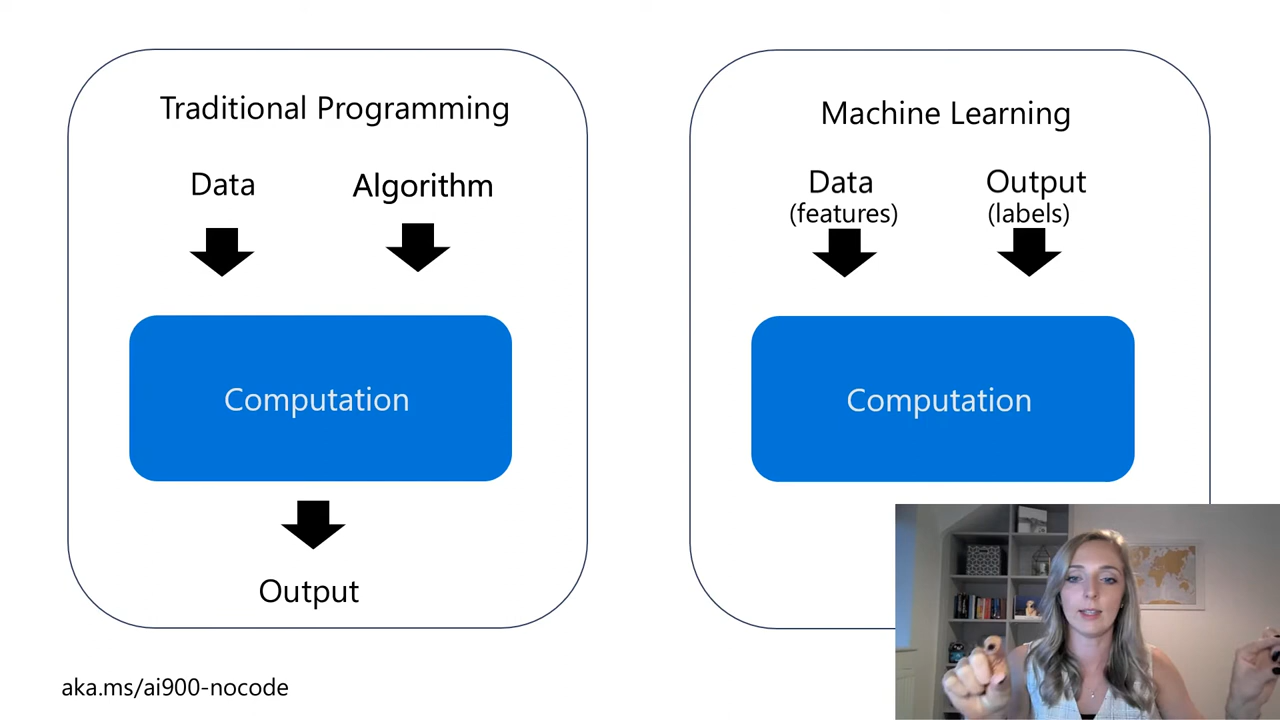 Traditional Programming
Data
Algorithm
Computation
Output
Machine Learning
Data
(features)
Output
(labels)
Computation
aka.ms/ai900-nocode